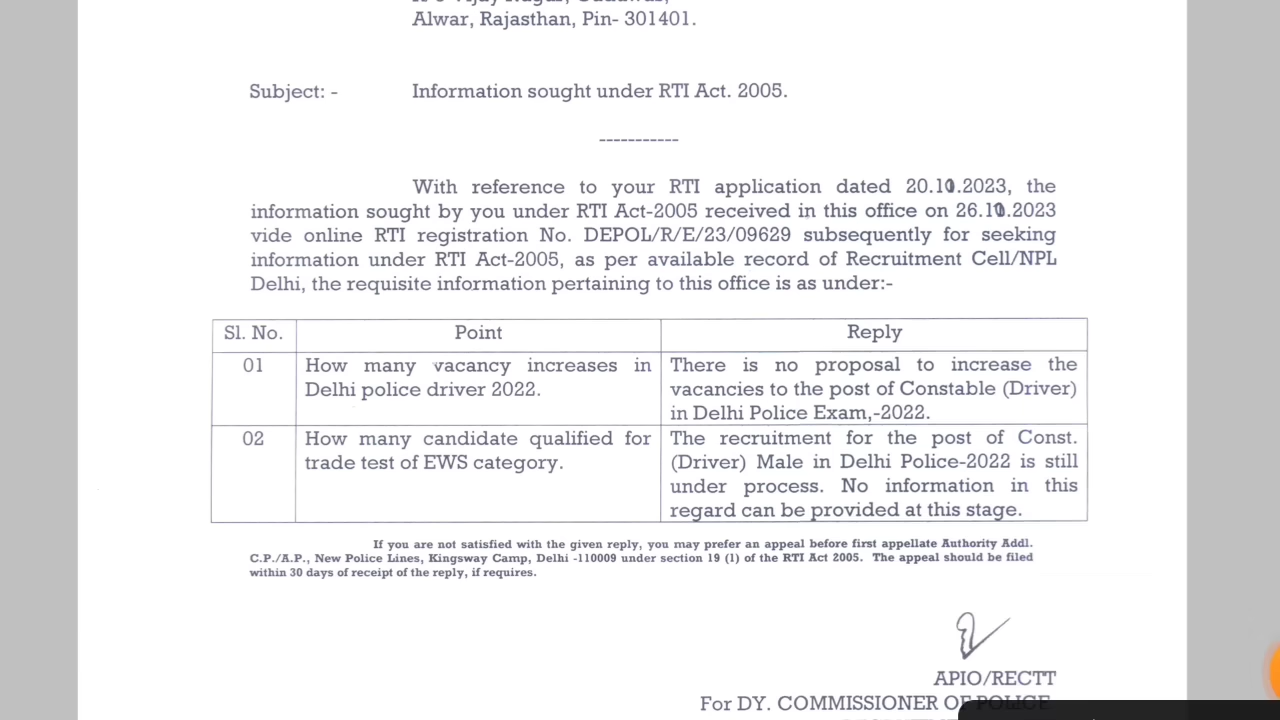 Alwar, Rajasthan, Pin- 301401.
Subject: - Information sought under RTI Act. 2005.
-----------
With reference to your RTI application dated 20.10.2023, the
information sought by you under RTI Act-2005 received in this office on 26.10.2023
vide online RTI registration No. DEPOL/R/E/23/09629 subsequently for seeking
information under RTI Act-2005, as per available record of Recruitment Cell/NPL
Delhi, the requisite information pertaining to this office is as under:-
Sl. No. Point Reply
01 How many vacancy increases in There is no proposal to increase the
Delhi police driver 2022. vacancies to the post of Constable (Driver)
in Delhi Police Exam,-2022.
02 How many candidate qualified for The recruitment for the post of Const.
trade test of EWS category. (Driver) Male in Delhi Police-2022 is still
under process. No information in this
regard can be provided at this stage.
If you are not satisfied with the given reply, you may prefer an appeal before first appellate Authority Addl.
C.P./A.P., New Police Lines, Kingsway Camp, Delhi -110009 under section 19 (1) of the RTI Act 2005. The appeal should be filed
within 30 days of receipt of the reply, if requires.
APIO/RECTT
For DY. COMMISSIONER OF POLICE